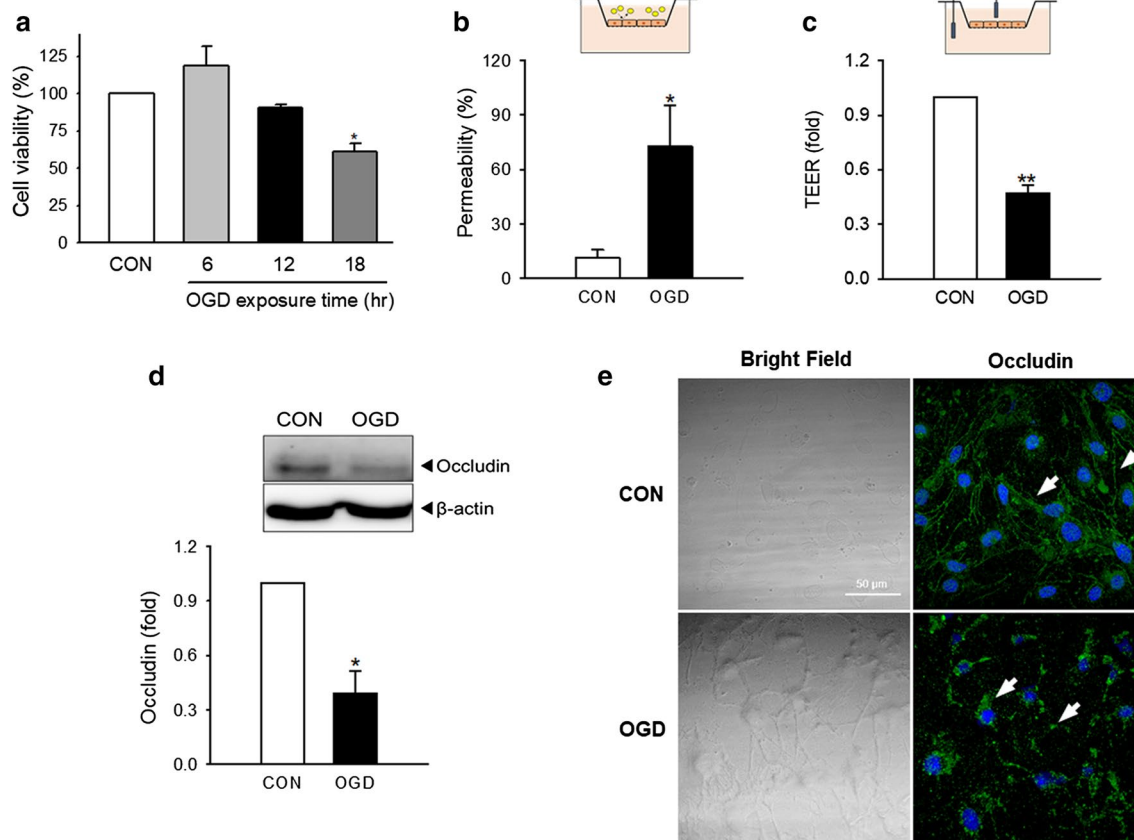 a
Cell viability (%)
125
100
75
50
25
0
*
CON
6
12
18
OGD exposure time (hr)
b
Permeability (%)
120
90
60
30
0
*
CON
OGD
c
TEER (fold)
1.2
0.9
0.6
0.3
0.0
**
CON
OGD
d
CON
OGD
Occludin
β-actin
Occludin (fold)
1.2
0.9
0.6
0.3
0.0
*
CON
OGD
e
Bright Field
Occludin
CON
50 µm
OGD